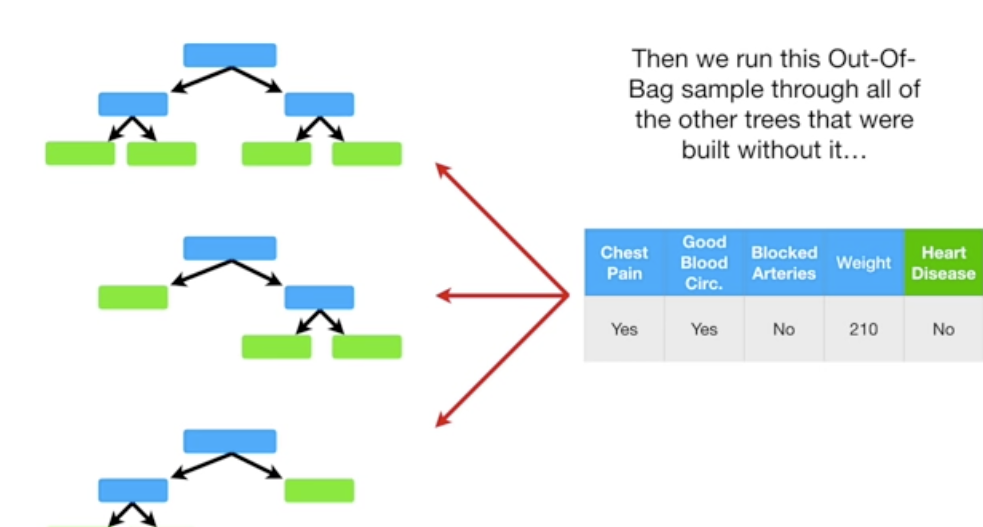 Then we run this Out-Of-
Bag sample through all of
the other trees that were
built without it…
Chest Pain
Good Blood Circ.
Blocked Arteries
Weight
Heart Disease
Yes
Yes
No
210
No